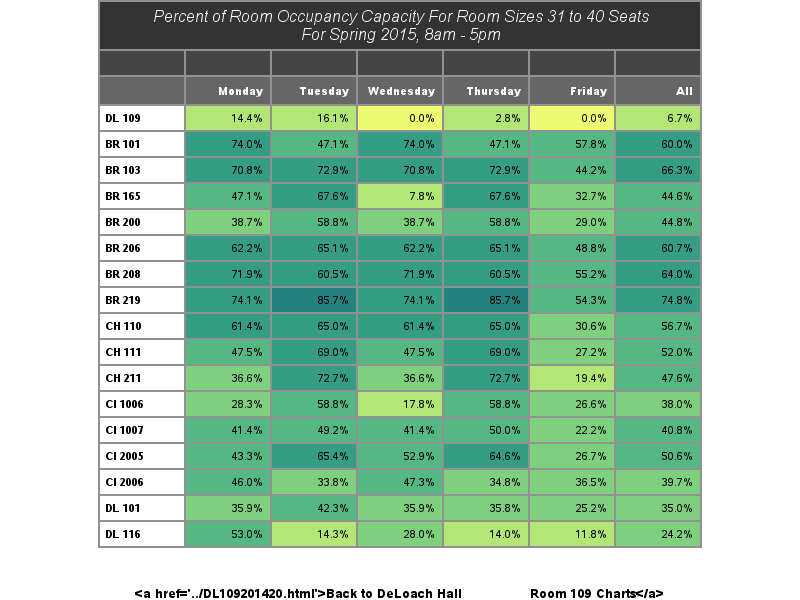 Percent of Room Occupancy Capacity For Room Sizes 31 to 40 Seats
For Spring 2015, 8am - 5pm
Monday Tuesday Wednesday Thursday Friday All
DL 109 14.4% 16.1% 0.0% 2.8% 0.0% 6.7%
BR 101 74.0% 47.1% 74.0% 47.1% 57.8% 60.0%
BR 103 70.8% 72.9% 70.8% 72.9% 44.2% 66.3%
BR 165 47.1% 67.6% 7.8% 67.6% 32.7% 44.6%
BR 200 38.7% 58.8% 38.7% 58.8% 29.0% 44.8%
BR 206 62.2% 65.1% 62.2% 65.1% 48.8% 60.7%
BR 208 71.9% 60.5% 71.9% 60.5% 55.2% 64.0%
BR 219 74.1% 85.7% 74.1% 85.7% 54.3% 74.8%
CH 110 61.4% 65.0% 61.4% 65.0% 30.6% 56.7%
CH 111 47.5% 69.0% 47.5% 69.0% 27.2% 52.0%
CH 211 36.6% 72.7% 36.6% 72.7% 19.4% 47.6%
CI 1006 28.3% 58.8% 17.8% 58.8% 26.6% 38.0%
CI 1007 41.4% 49.2% 41.4% 50.0% 22.2% 40.8%
CI 2005 43.3% 65.4% 52.9% 64.6% 26.7% 50.6%
CI 2006 46.0% 33.8% 47.3% 34.8% 36.5% 39.7%
DL 101 35.9% 42.3% 35.9% 35.8% 25.2% 35.0%
DL 116 53.0% 14.3% 28.0% 14.0% 11.8% 24.2%
<a href='../DL109201420.html'>Back to DeLoach Hall Room 109 Charts</a>